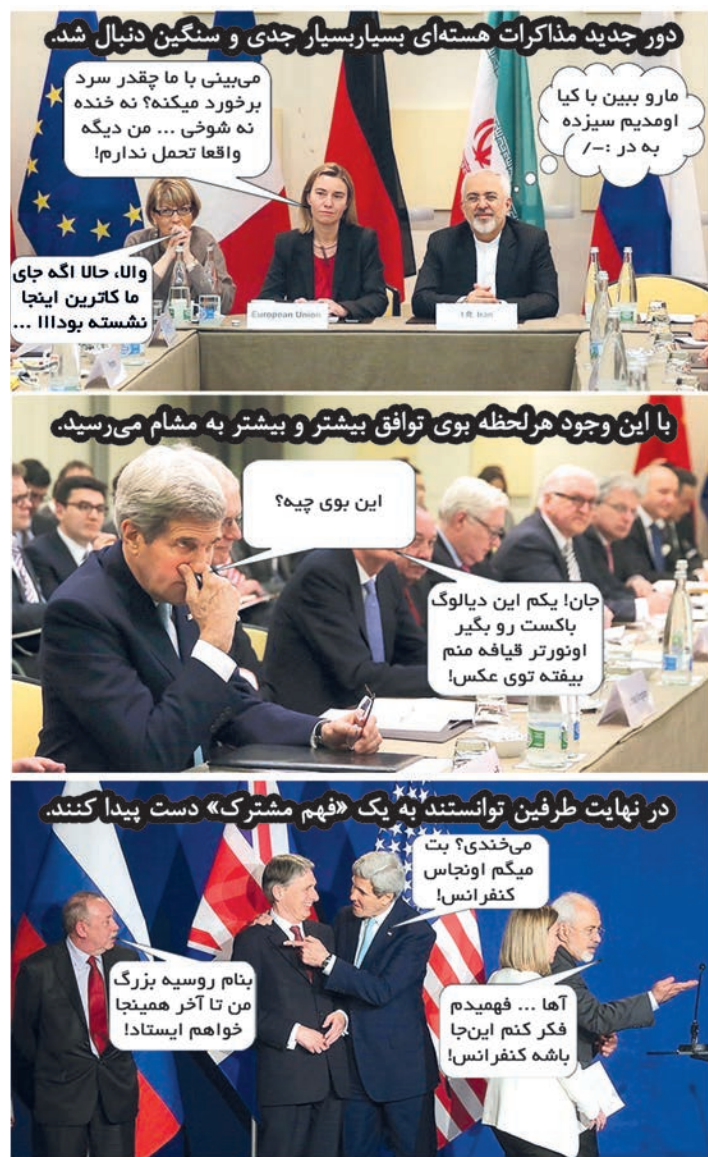 دور جدید مذاکرات هسته‌ای بسیاربسیار جدی و سنگین دنبال شد.
مارو ببین با کیا
اومدیم سیزده
به در :-/
می‌بینی با ما چقدر سرد
برخورد میکنه؟ نه خنده
نه شوخی ... من دیگه
واقعا تحمل ندارم!
والا، حالا اگه جای
ما کاترین اینجا
نشسته بود!!! ...
European Union
I.R. Iran
با این وجود هرلحظه بوی توافق بیشتر و بیشتر به مشام می‌رسید.
این بوی چیه؟
جان! یکم این دیالوگ
باکست رو بگیر
اونورتر قیافه منم
بیفته توی عکس!
در نهایت طرفین توانستند به یک «فهم مشترک» دست پیدا کنند.
می‌خندی؟ بت
میگم اونجاس
کنفرانس!
آها ... فهمیدم
فکر کنم این‌جا
باشه کنفرانس!
بنام روسیه بزرگ
من تا آخر همینجا
خواهم ایستاد!